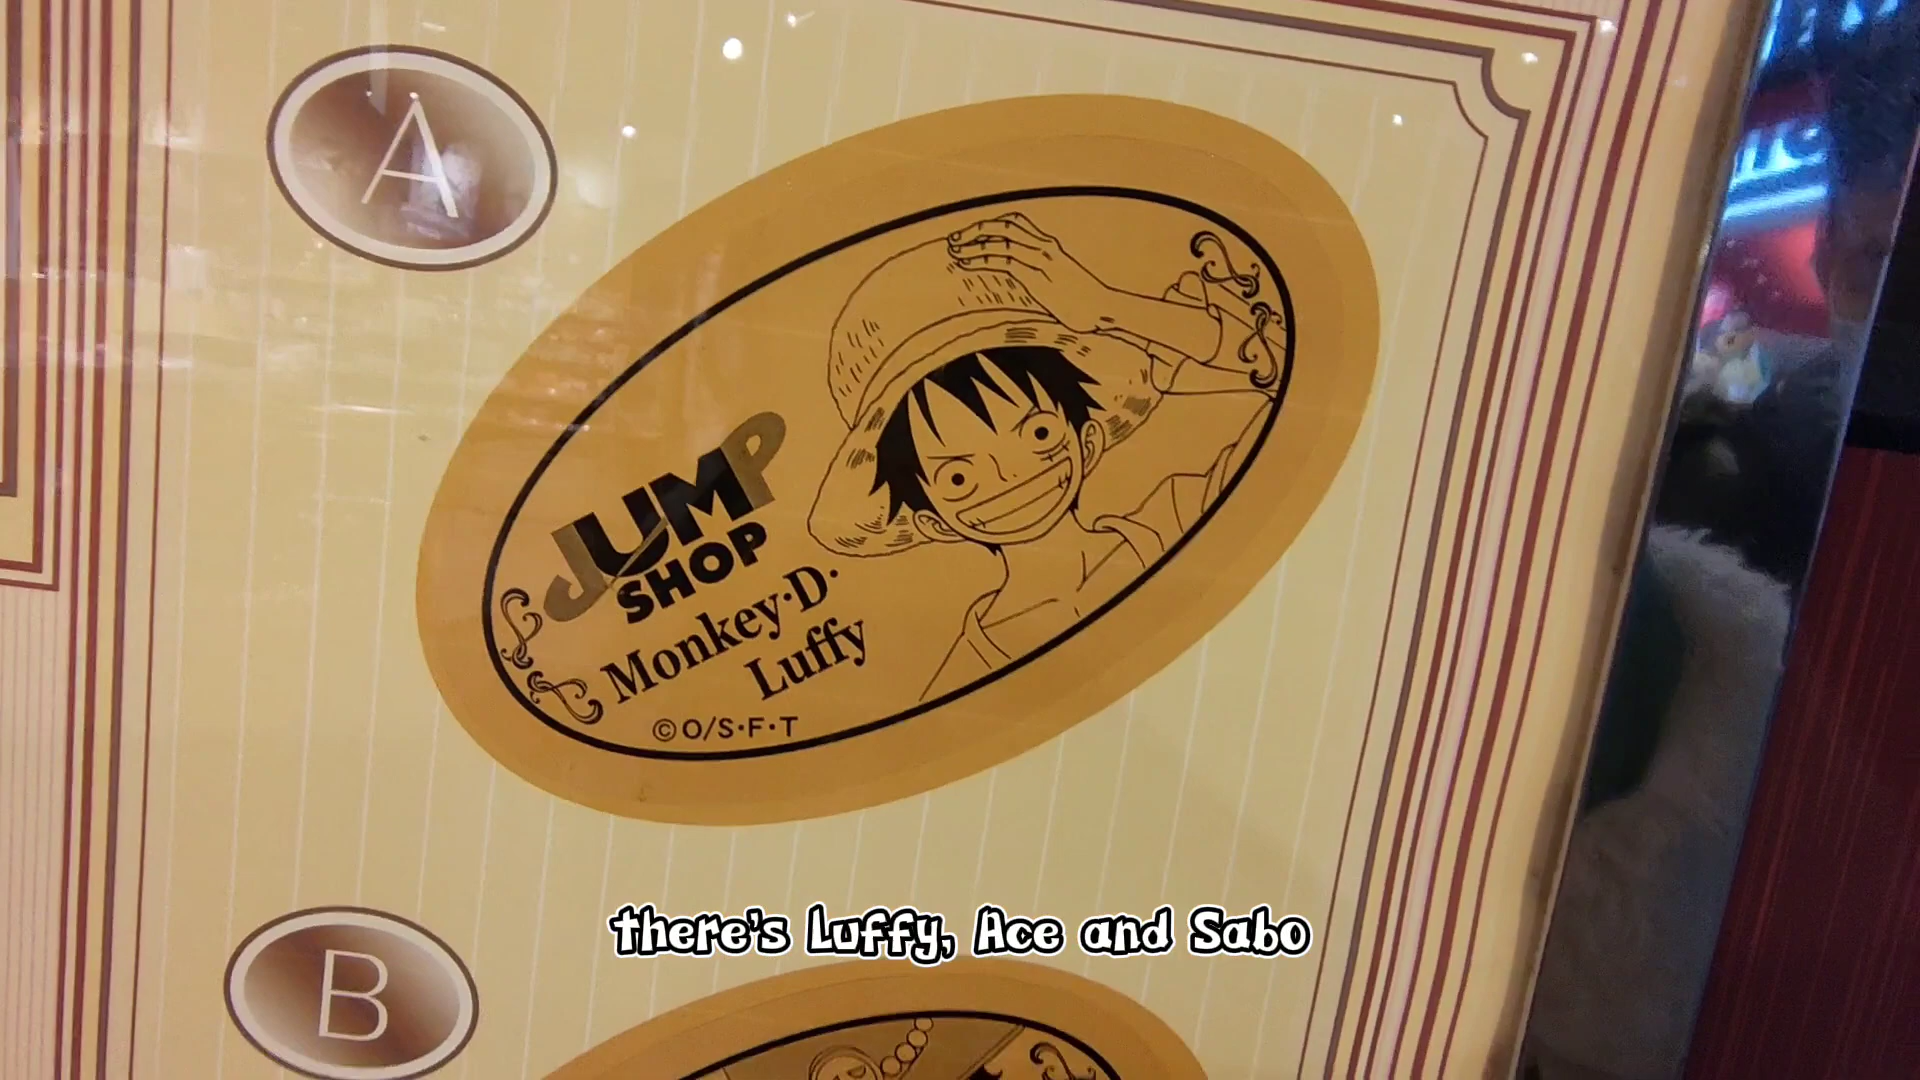 A
JUMP
SHOP
Monkey·D·
Luffy
©O/S·F·T
there's Luffy, Ace and Sabo
B